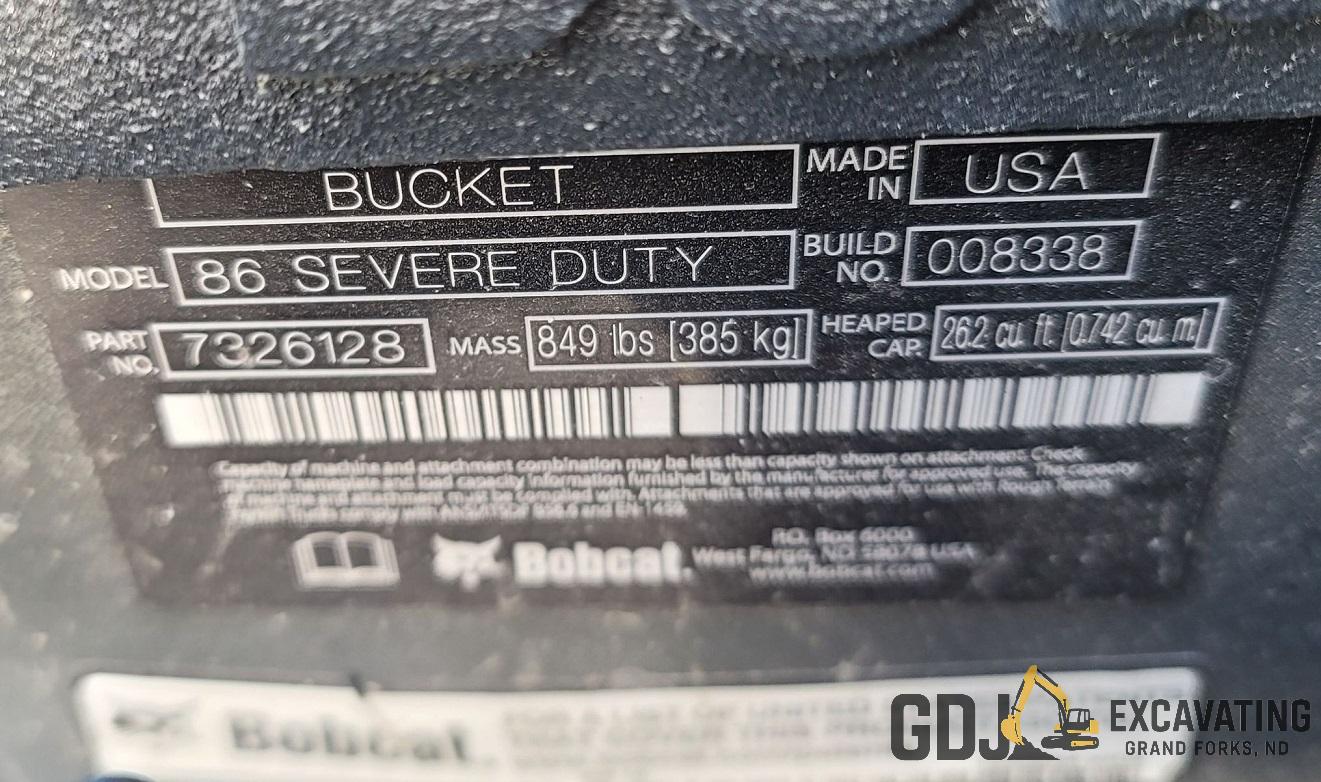 BUCKET
MADE IN USA
MODEL 86 SEVERE DUTY
BUILD NO. 008338
PART NO. 7326128
MASS 849 lbs [385 kg]
HEAPED CAP. 26.2 cu. ft. [0.742 cu. m]
Capacity of machine and attachment combination may be less than capacity shown on attachment. Check
machine template and load capacity information furnished by the manufacturer for approved use. The capacity
of machine and attachment must be complied with. Attachments that are approved for use with Rough Terrain
Trucks comply with ANSI/ITSDF B56.6 and EN 1459.
Bobcat.
P.O. Box 6000
West Fargo, ND 58078 USA
www.bobcat.com
Bobcat
GDJ EXCAVATING
GRAND FORKS, ND